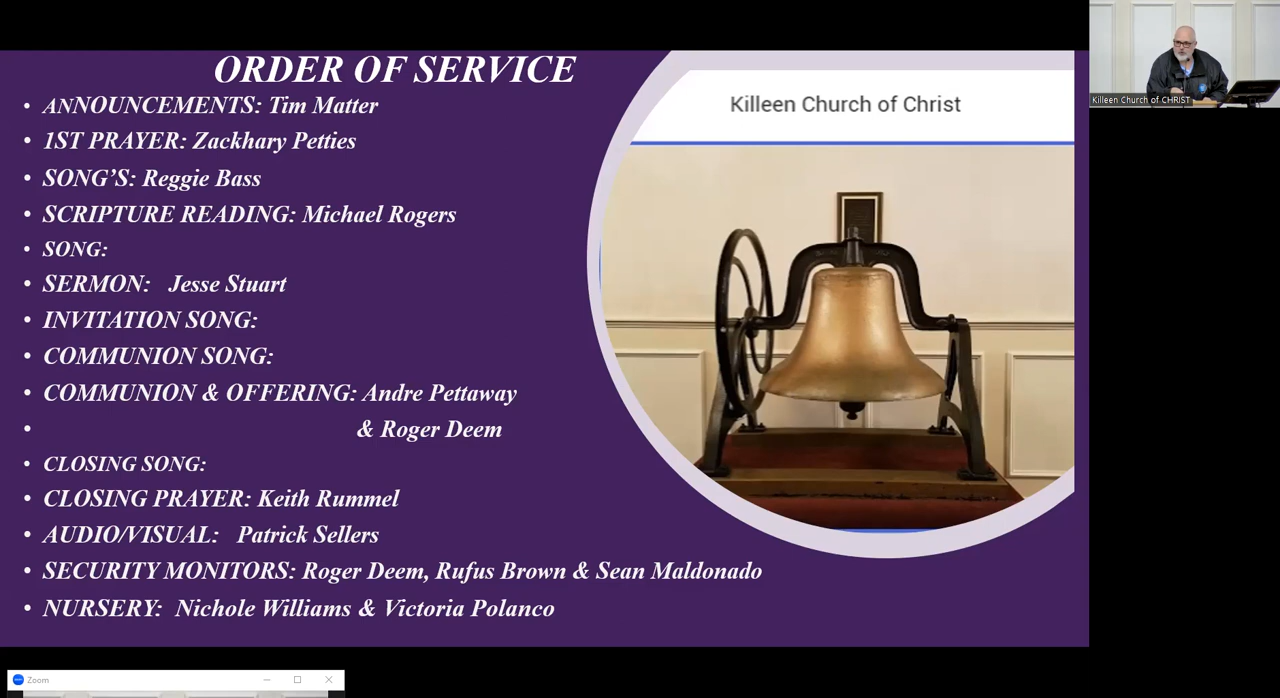 ORDER OF SERVICE
• ANNOUNCEMENTS: Tim Matter
• 1ST PRAYER: Zackhary Petties
• SONG'S: Reggie Bass
• SCRIPTURE READING: Michael Rogers
• SONG:
• SERMON: Jesse Stuart
• INVITATION SONG:
• COMMUNION SONG:
• COMMUNION & OFFERING: Andre Pettaway
• & Roger Deem
• CLOSING SONG:
• CLOSING PRAYER: Keith Rummel
• AUDIO/VISUAL: Patrick Sellers
• SECURITY MONITORS: Roger Deem, Rufus Brown & Sean Maldonado
• NURSERY: Nichole Williams & Victoria Polanco
Killeen Church of Christ
Killeen Church of CHRIST
Zoom